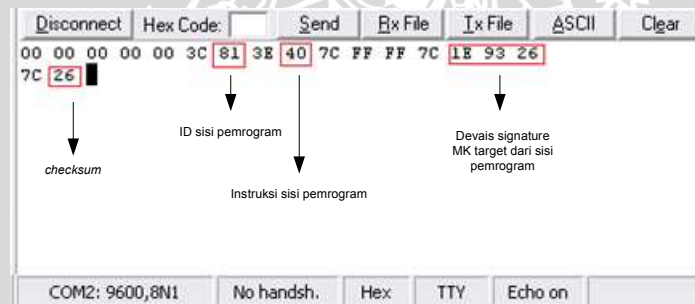 Disconnect Hex Code: Send Rx File Tx File ASCII Clear
00 00 00 00 00 3C 81 3E 40 7C FF FF 7C 1E 93 26
7C 26
ID sisi pemrogram
Devais signature
MK target dari sisi
pemrogram
checksum
Instruksi sisi pemrogram
COM2: 9600,8N1 No handsh. Hex TTY Echo on